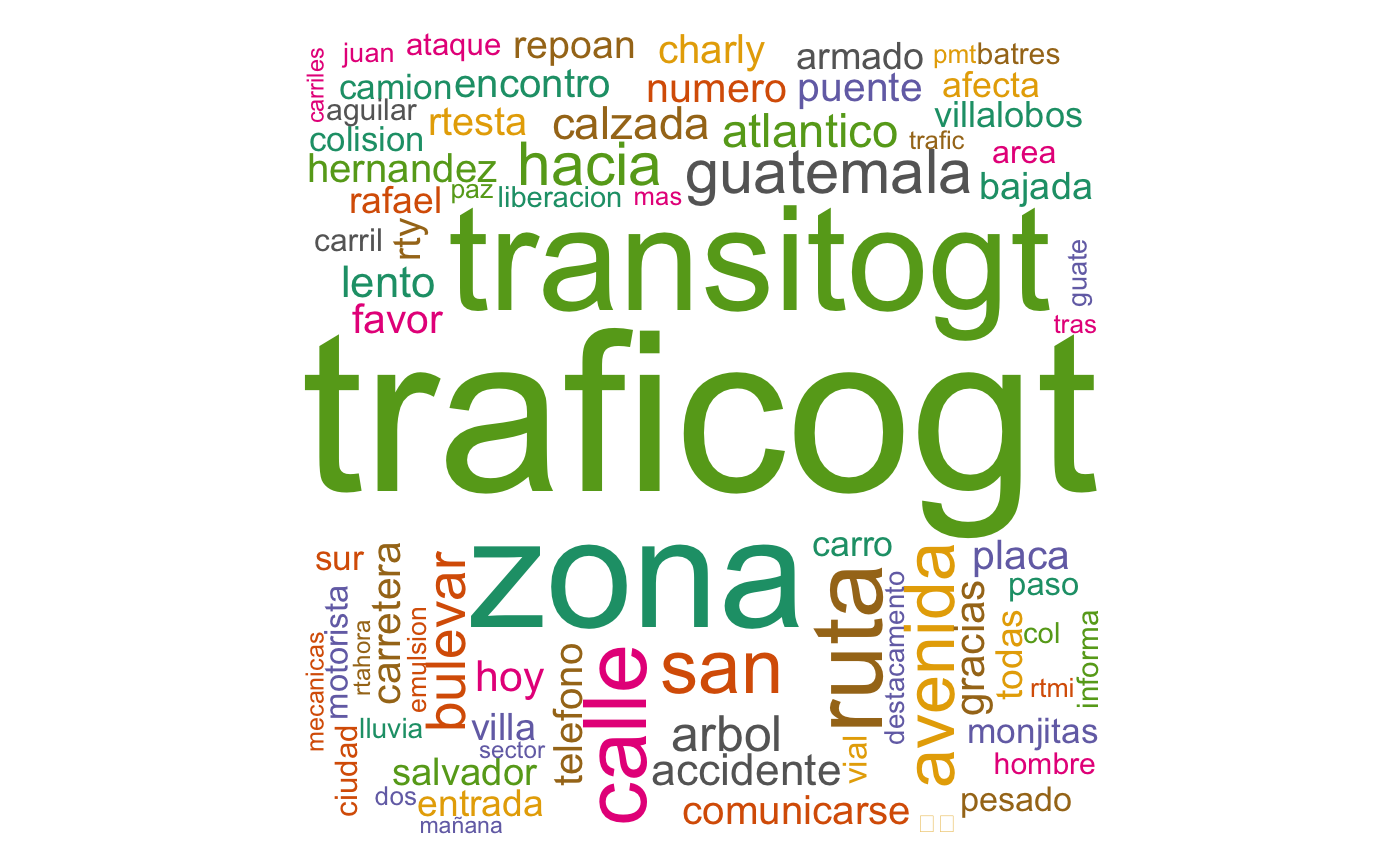 juan ataque repoan charly armado pmt batres
carriles camion encontro numero puente afecta
aguilar rtesta calzada atlantico villalobos
colision trafic area
hernandez hacia guatemala bajada
rafael paz liberacion mas
carril rty transitogt guate
lento
favor tras
traficogt
zona carro placa
sur carretera bulevar ruta destacamento avenida gracias paso
mecanicas motorista rtahora emulsion hoy telefono calle san todas col informa
rtmi
lluvia villa arbol monjitas
ciudad sector vial
salvador accidente hombre
dos entrada comunicarse pesado
mañana